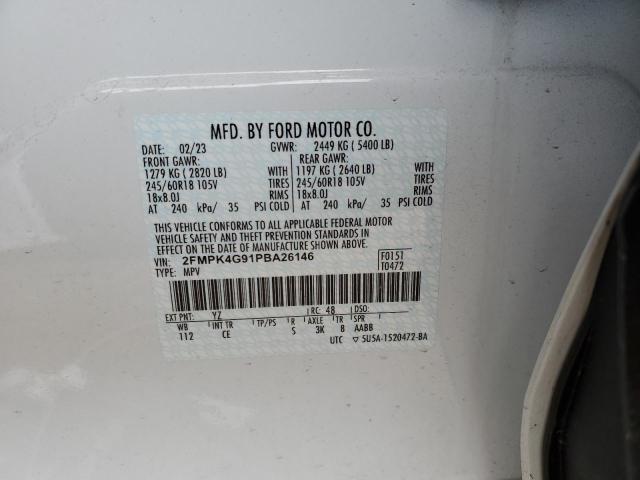 MFD. BY FORD MOTOR CO.
DATE: 02/23 GVWR: 2449 KG ( 5400 LB)
FRONT GAWR: REAR GAWR:
1279 KG ( 2820 LB) WITH 1197 KG ( 2640 LB) WITH
245/60R18 105V TIRES 245/60R18 105V TIRES
18x8.0J RIMS 18x8.0J RIMS
AT 240 kPa/ 35 PSI COLD AT 240 kPa/ 35 PSI COLD
THIS VEHICLE CONFORMS TO ALL APPLICABLE FEDERAL MOTOR
VEHICLE SAFETY AND THEFT PREVENTION STANDARDS IN
EFFECT ON THE DATE OF MANUFACTURE SHOWN ABOVE.
VIN: 2FMPK4G91PBA26146 F0151
TYPE: MPV T0472
EXT PNT: YZ RC: 48 DSO:
WB INT TR TP/PS R AXLE TR SPR
112 CE S 3K 8 AABB
UTC ▽ 5U5A-1520472-BA